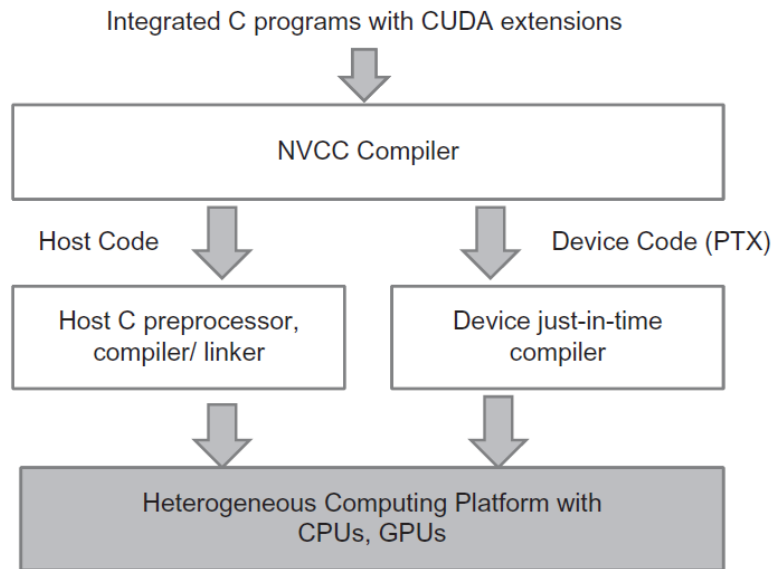 Integrated C programs with CUDA extensions
NVCC Compiler
Host Code
Device Code (PTX)
Host C preprocessor,
compiler/ linker
Device just-in-time
compiler
Heterogeneous Computing Platform with
CPUs, GPUs